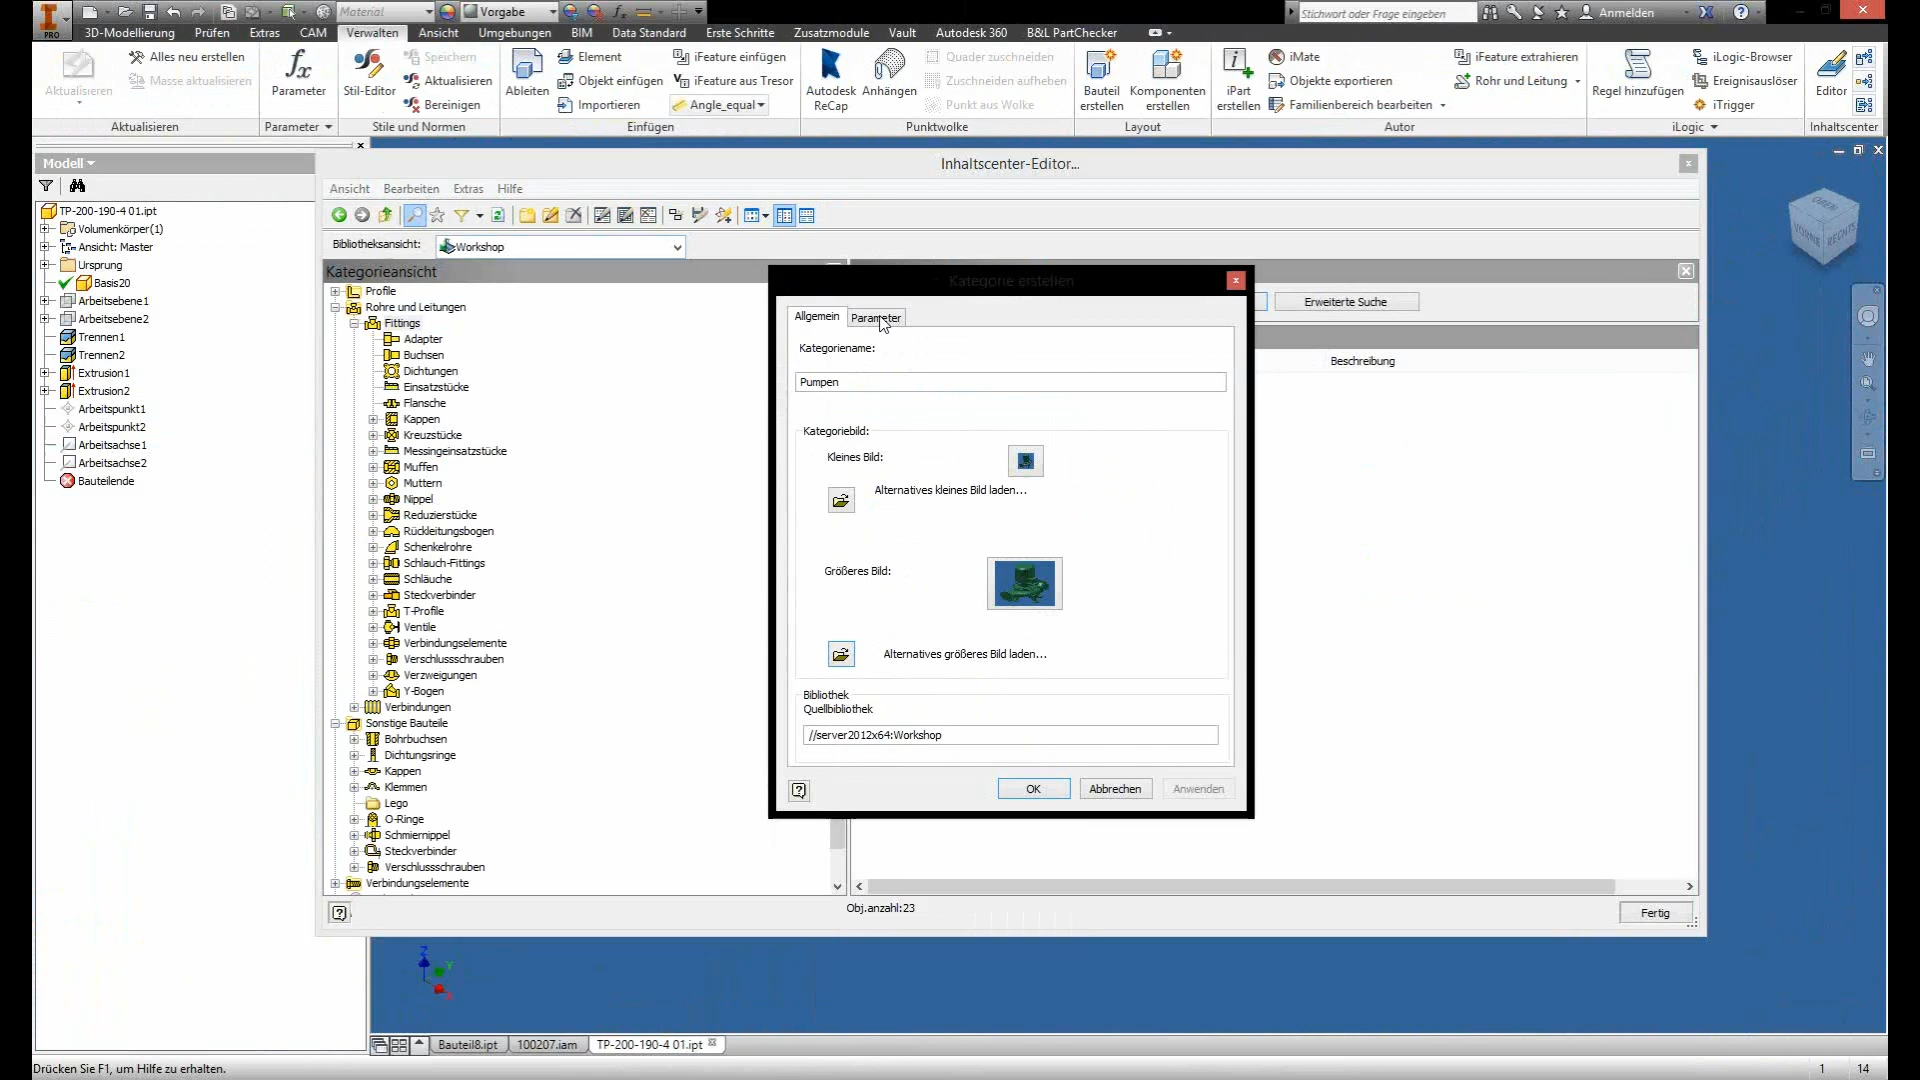 Material
Vorgabe
Stichwort oder Frage eingeben
Anmelden
PRO
3D-Modellierung
Prüfen
Extras
CAM
Verwalten
Ansicht
Umgebungen
BIM
Data Standard
Erste Schritte
Zusatzmodule
Vault
Autodesk 360
B&L PartChecker
Aktualisieren
Alles neu erstellen
Masse aktualisieren
Aktualisieren
fx
Parameter
Parameter
Stil-Editor
Speichern
Aktualisieren
Bereinigen
Stile und Normen
Ableiten
Element
Objekt einfügen
Importieren
iFeature einfügen
iFeature aus Tresor
Angle_equal
Einfügen
Autodesk
ReCap
Anhängen
Quader zuschneiden
Zuschneiden aufheben
Punkt aus Wolke
Punktwolke
Bauteil
erstellen
Komponenten
erstellen
Layout
iPart
erstellen
iMate
Objekte exportieren
Familienbereich bearbeiten
iFeature extrahieren
Rohr und Leitung
Autor
Regel hinzufügen
iLogic-Browser
Ereignisauslöser
iTrigger
iLogic
Editor
Inhaltscenter
Modell
TP-200-190-4 01.ipt
Volumenkörper(1)
Ansicht: Master
Ursprung
Basis20
Arbeitsebene1
Arbeitsebene2
Trennen1
Trennen2
Extrusion1
Extrusion2
Arbeitspunkt1
Arbeitspunkt2
Arbeitsachse1
Arbeitsachse2
Bauteilende
Inhaltscenter-Editor...
Ansicht
Bearbeiten
Extras
Hilfe
Bibliotheksansicht:
Workshop
Kategorieansicht
Profile
Rohre und Leitungen
Fittings
Adapter
Buchsen
Dichtungen
Einsatzstücke
Flansche
Kappen
Kreuzstücke
Messingeinsatzstücke
Muffen
Muttern
Nippel
Reduzierstücke
Rückleitungsbogen
Schenkelrohre
Schlauch-Fittings
Schläuche
Steckverbinder
T-Profile
Ventile
Verbindungselemente
Verschlussschrauben
Verzweigungen
Y-Bogen
Verbindungen
Sonstige Bauteile
Bohrbuchsen
Dichtungsringe
Kappen
Klemmen
Lego
O-Ringe
Schmiernippel
Steckverbinder
Verschlussschrauben
Verbindungselemente
Erweiterte Suche
Beschreibung
Kategorie erstellen
Allgemein
Parameter
Kategoriename:
Pumpen
Kategoriebild:
Kleines Bild:
Alternatives kleines Bild laden...
Größeres Bild:
Alternatives größeres Bild laden...
Bibliothek
Quellbibliothek
//server2012x64:Workshop
OK
Abbrechen
Anwenden
Obj.anzahl:23
Fertig
OBEN
VORNE
RECHTS
Z
Y
X
Bauteil8.ipt
100207.iam
TP-200-190-4 01.ipt
Drücken Sie F1, um Hilfe zu erhalten.
1
14